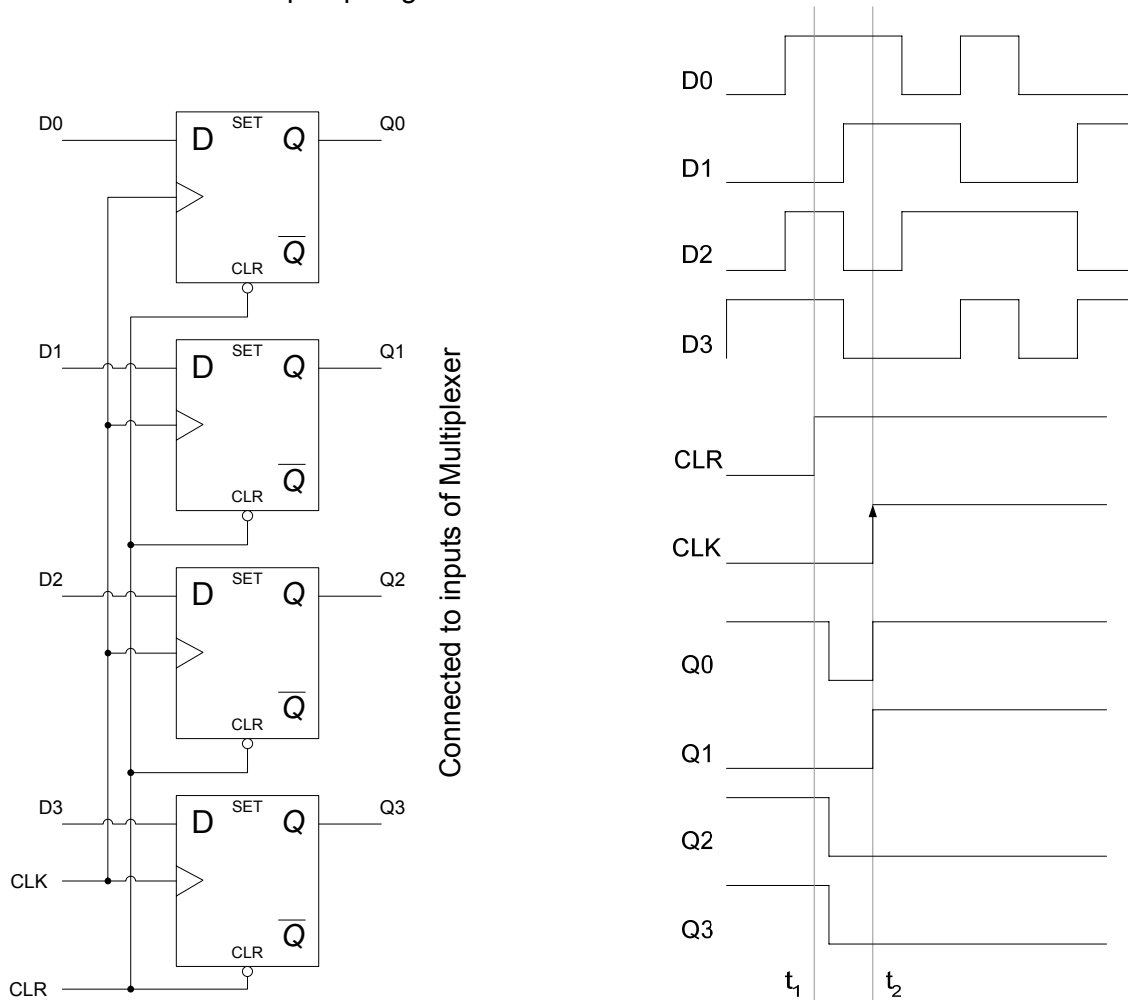 D0
D
SET
Q
Q0
Q
CLR
D1
D
SET
Q
Q1
Q
CLR
D2
D
SET
Q
Q2
Q
CLR
D3
D
SET
Q
Q3
CLK
Q
CLR
CLR
Connected to inputs of Multiplexer
D0
D1
D2
D3
CLR
CLK
Q0
Q1
Q2
Q3
t1
t2